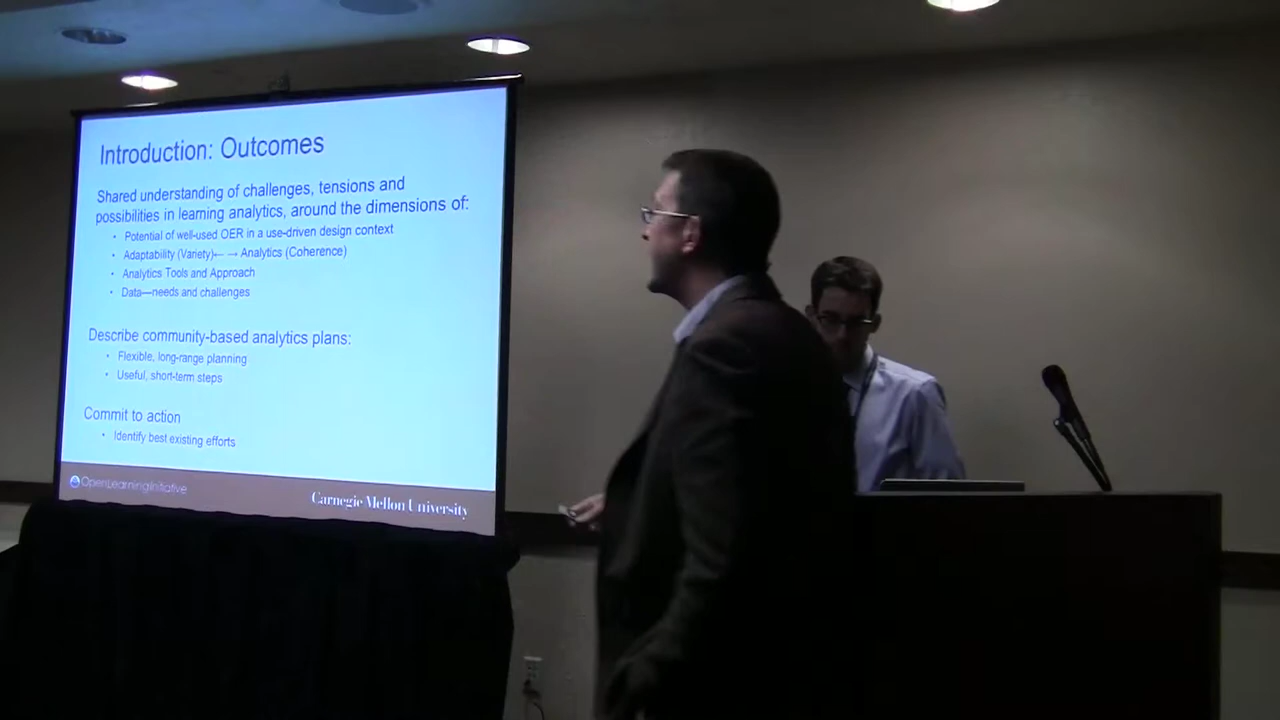 Introduction: Outcomes
Shared understanding of challenges, tensions and
possibilities in learning analytics, around the dimensions of:
• Potential of well-used OER in a use-driven design context
• Adaptability (Variety)← → Analytics (Coherence)
• Analytics Tools and Approach
• Data—needs and challenges
Describe community-based analytics plans:
• Flexible, long-range planning
• Useful, short-term steps
Commit to action
• Identify best existing efforts
OpenLearningInitiative
Carnegie Mellon University